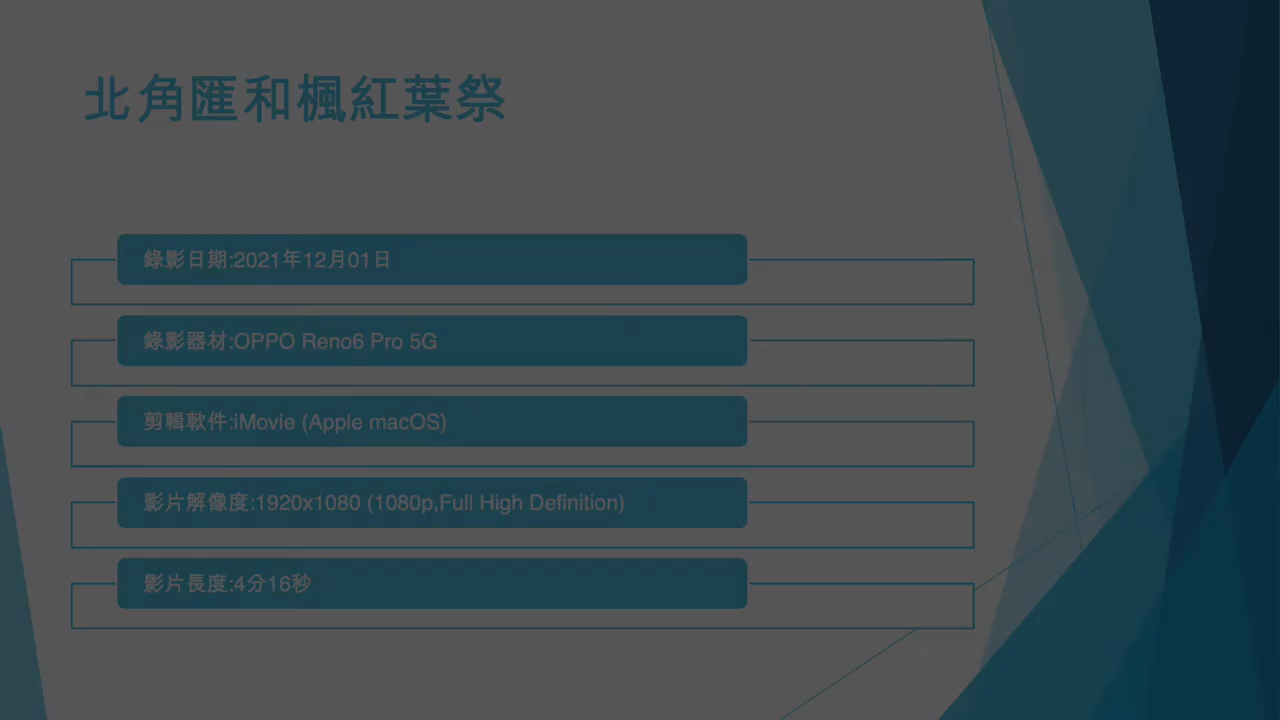 北角匯和楓紅葉祭
錄影日期:2021年12月01日
錄影器材:OPPO Reno6 Pro 5G
剪輯軟件:iMovie (Apple macOS)
影片解像度:1920x1080 (1080p,Full High Definition)
影片長度:4分16秒